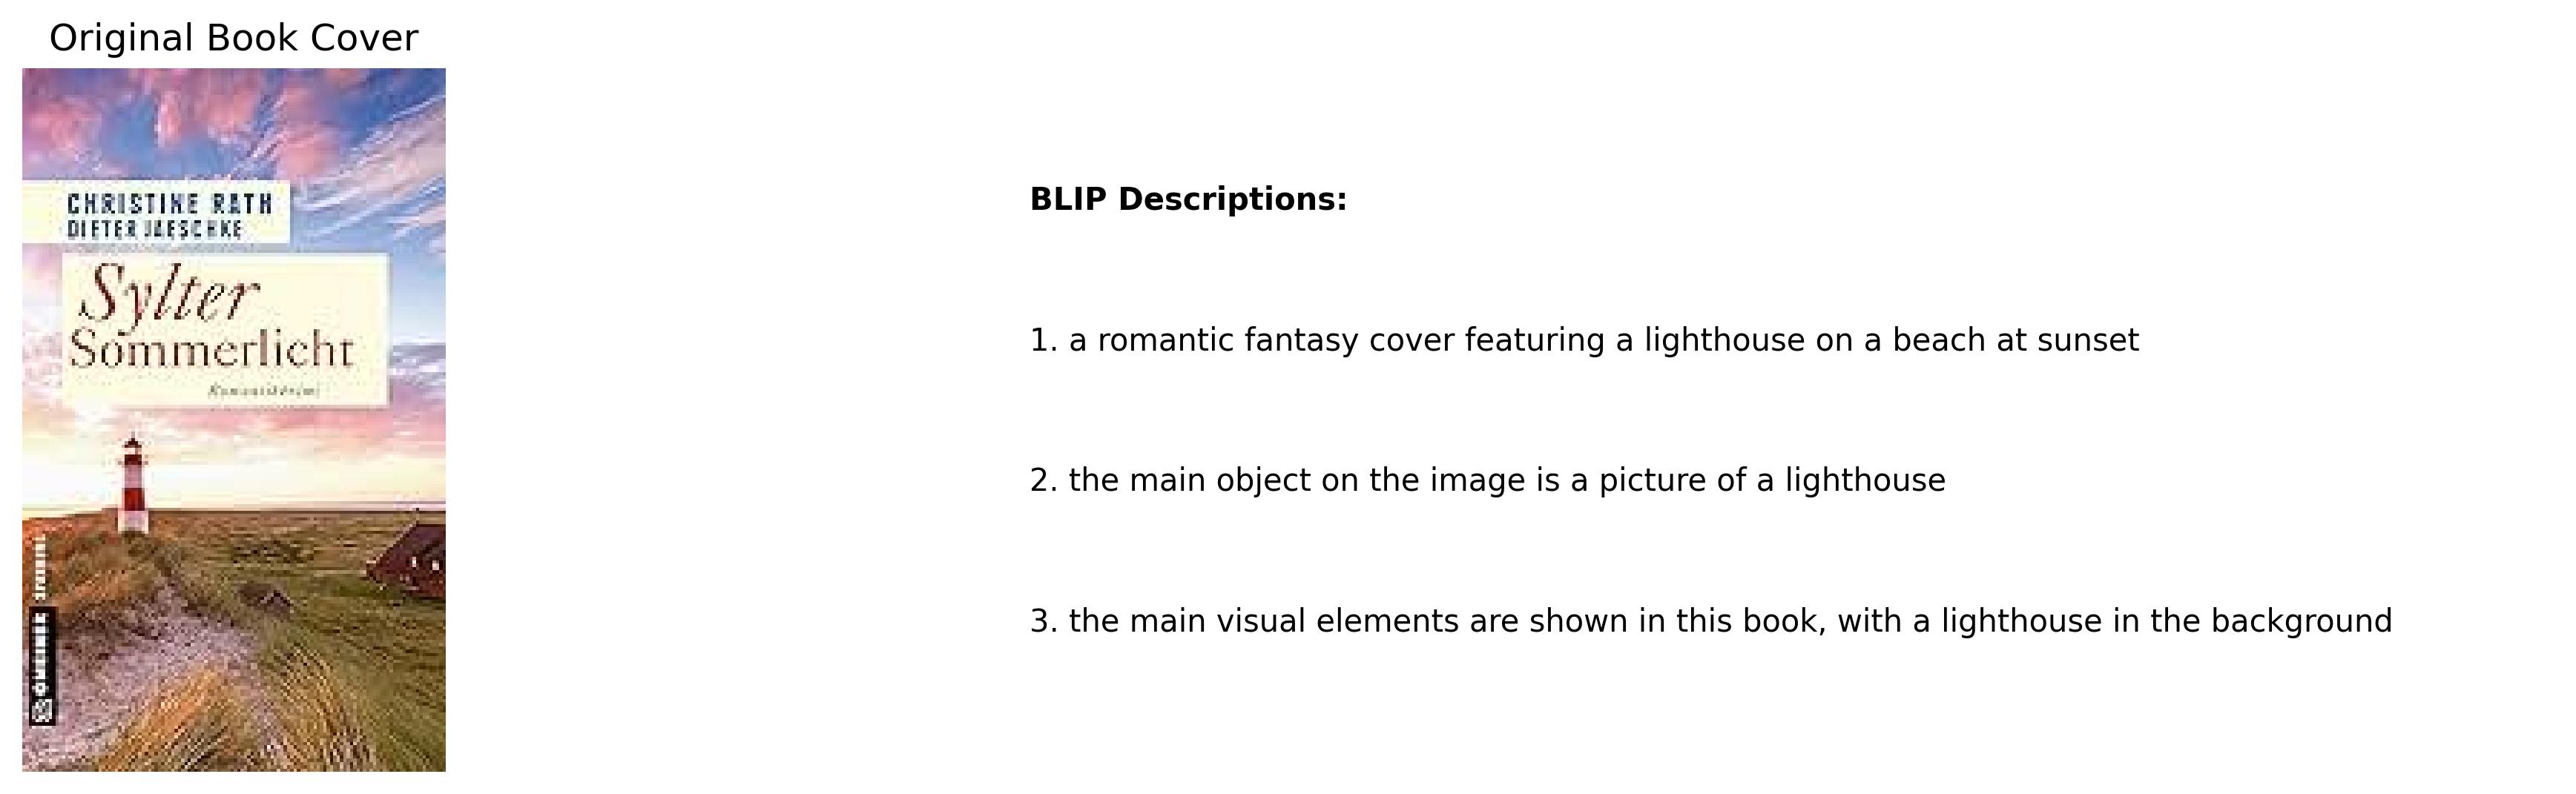 Original Book Cover
CHRISTINE RATH
DIETER JAESCHKE
Sylter
Sommerlicht
BLIP Descriptions:
1. a romantic fantasy cover featuring a lighthouse on a beach at sunset
2. the main object on the image is a picture of a lighthouse
3. the main visual elements are shown in this book, with a lighthouse in the background